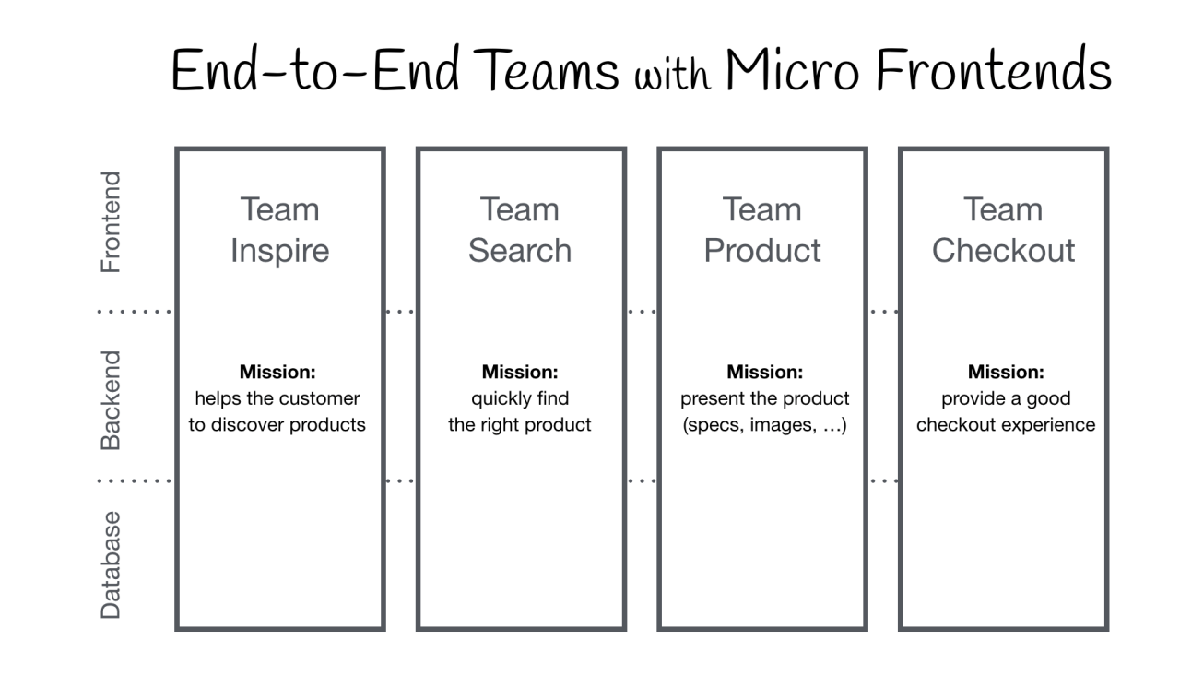 End-to-End Teams with Micro Frontends
Frontend
Backend
Database
Team
Inspire
Mission:
helps the customer
to discover products
Team
Search
Mission:
quickly find
the right product
Team
Product
Mission:
present the product
(specs, images, …)
Team
Checkout
Mission:
provide a good
checkout experience